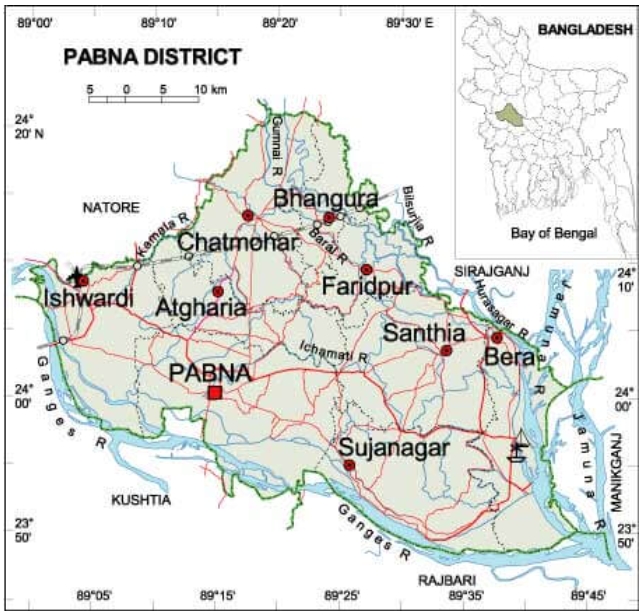 89°00' 89°10' 89°20' 89°30' E
PABNA DISTRICT
BANGLADESH
5 0 5 10 km
24°
20' N
Gumnai R
NATORE
Bhangura
Bilsurjia R
Kamala R
Chatmohar
Baral R
Bay of Bengal
SIRAJGANJ
24°
10'
Ishwardi
Atgharia
Faridpur
Hurasagar R
Jamuna R
Santhia
Bera
Ichamati R
PABNA
24°
00'
24°
00'
Ganges R
Jamuna R
MANIKGANJ
Sujanagar
KUSHTIA
Ganges R
23°
50'
23°
50'
RAJBARI
89°05' 89°15' 89°25' 89°35' 89°45'